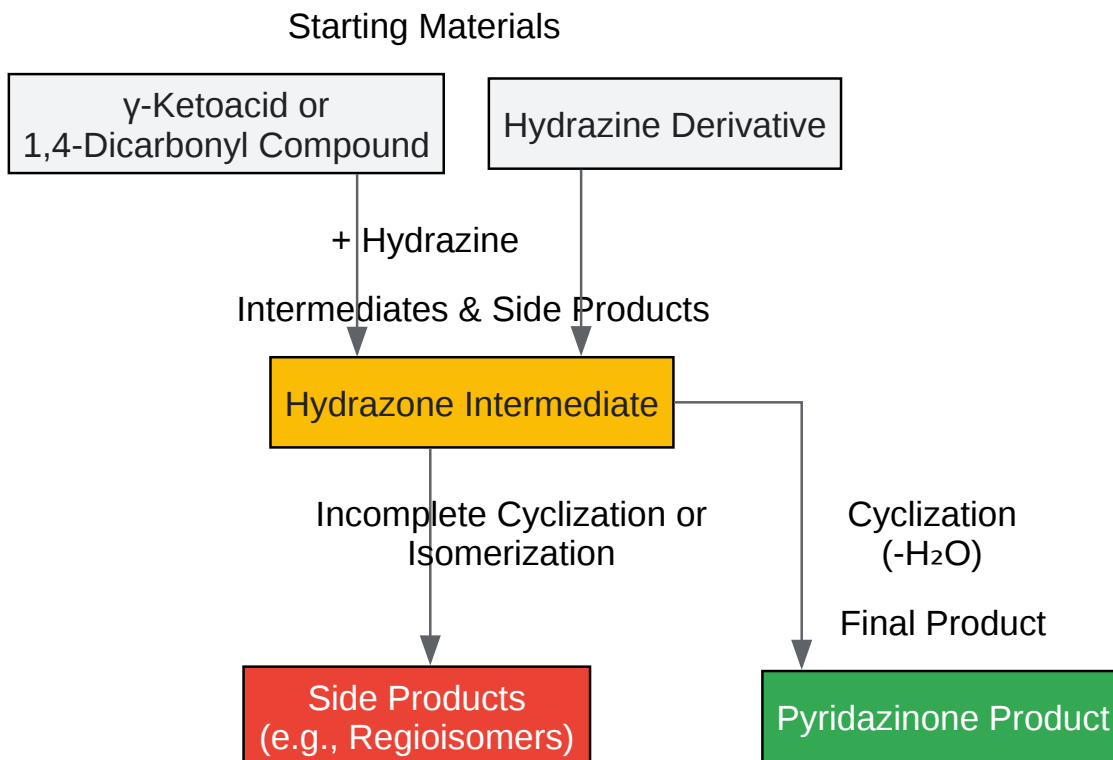 Starting Materials
γ-Ketoacid or
1,4-Dicarbonyl Compound
Hydrazine Derivative
+ Hydrazine
Intermediates & Side Products
Hydrazone Intermediate
Incomplete Cyclization or
Isomerization
Cyclization
(-H₂O)
Final Product
Side Products
(e.g., Regioisomers)
Pyridazinone Product